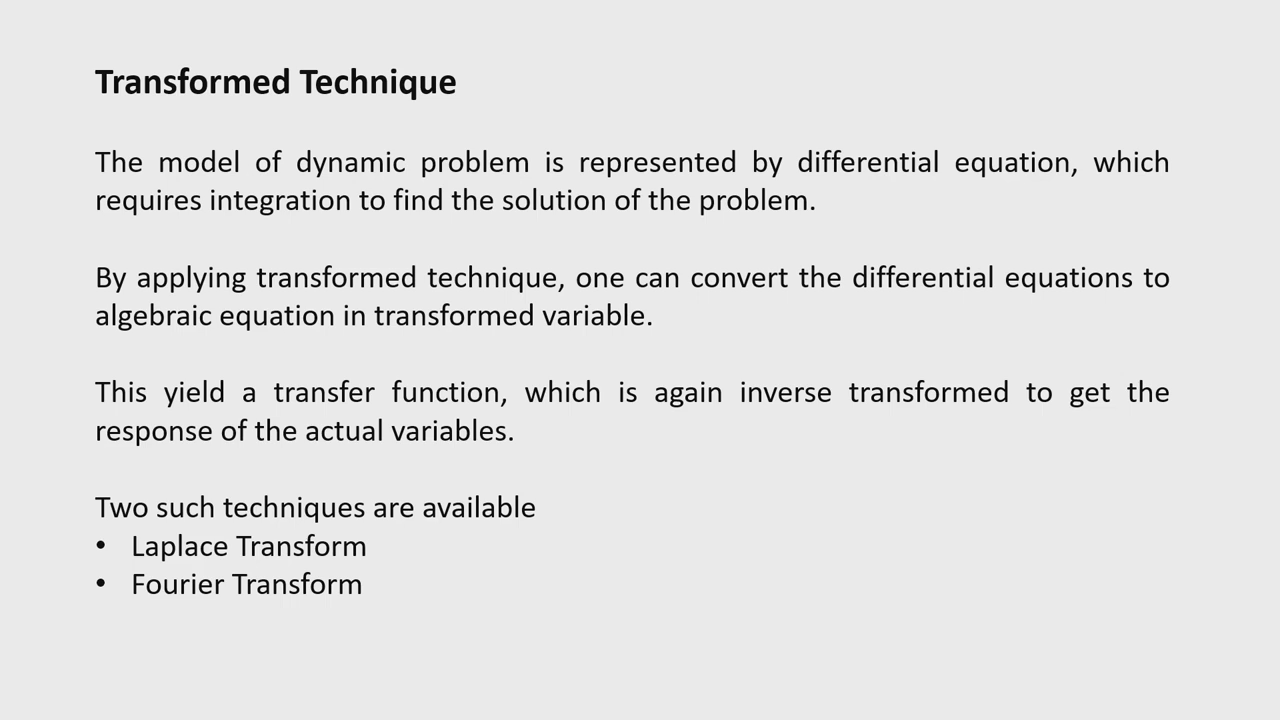 Transformed Technique
The model of dynamic problem is represented by differential equation, which
requires integration to find the solution of the problem.
By applying transformed technique, one can convert the differential equations to
algebraic equation in transformed variable.
This yield a transfer function, which is again inverse transformed to get the
response of the actual variables.
Two such techniques are available
• Laplace Transform
• Fourier Transform